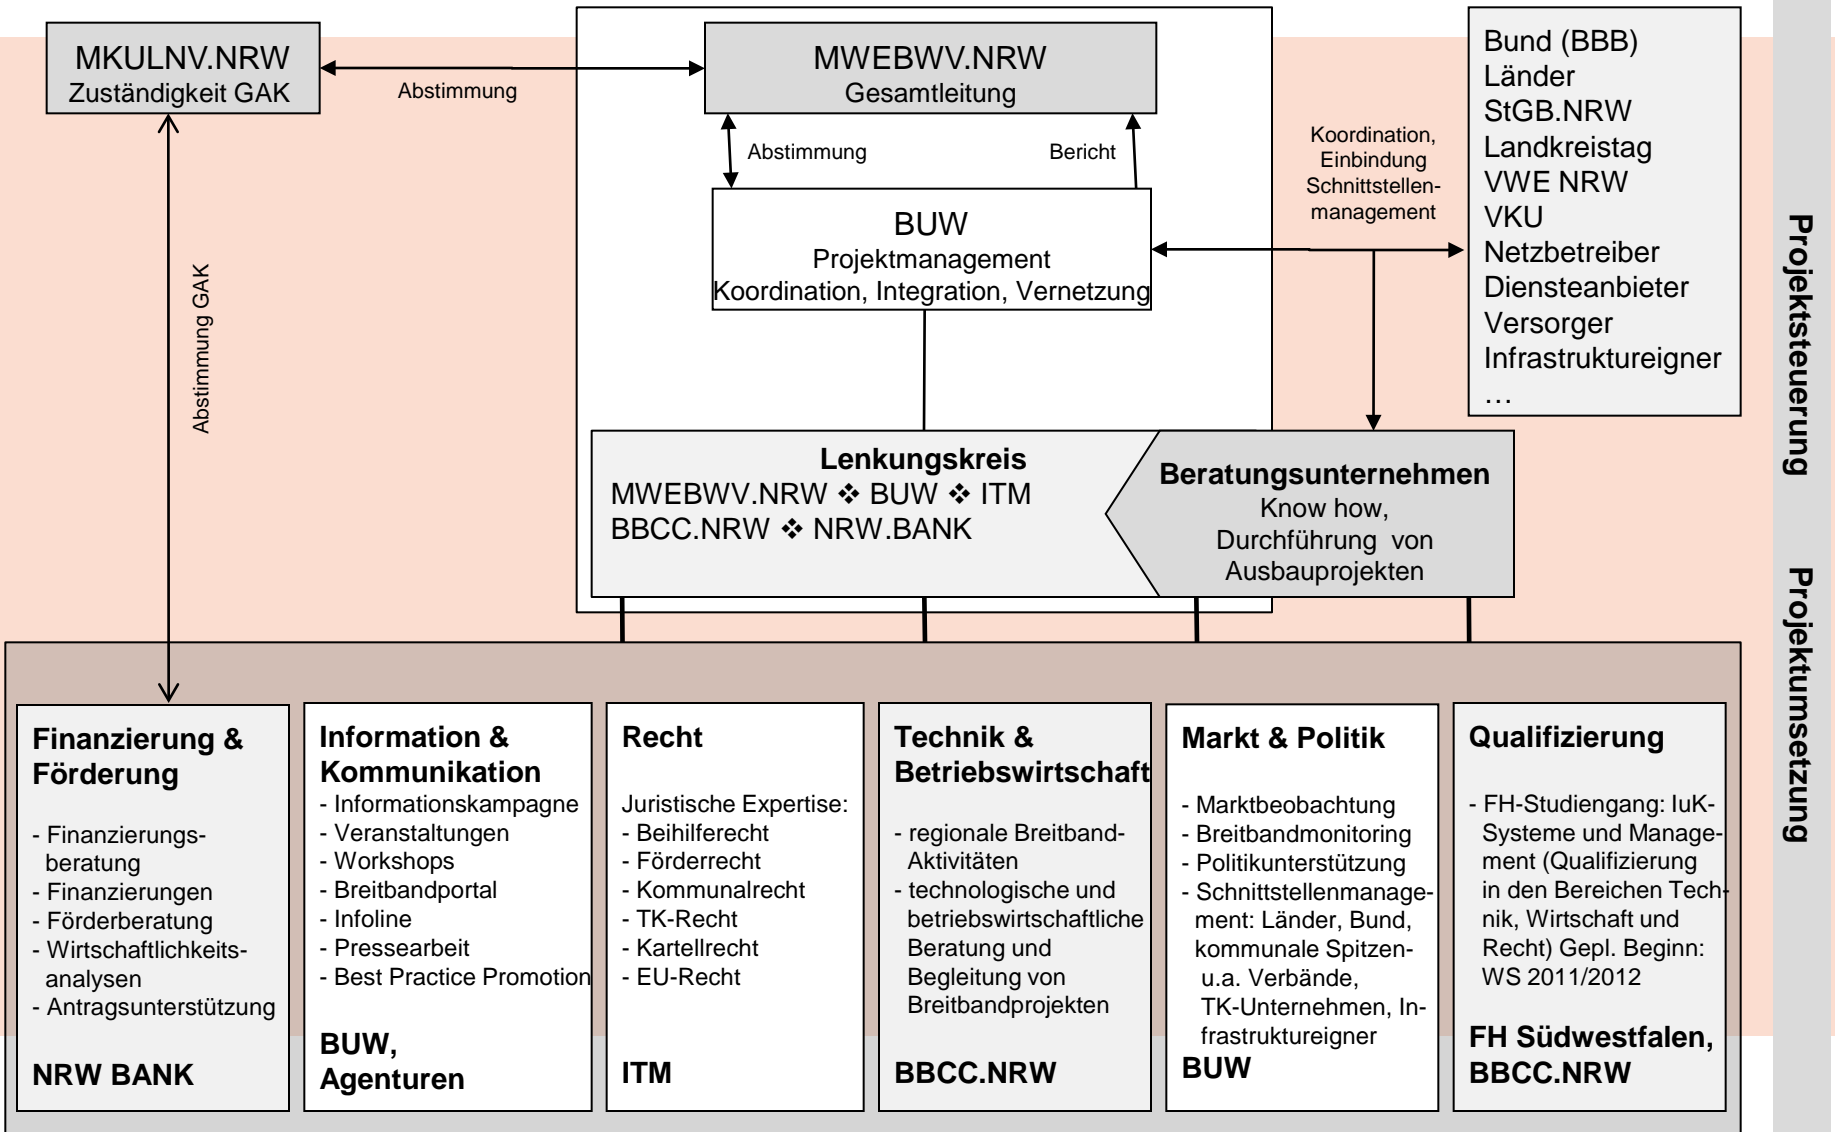 MKULNV.NRW
Zuständigkeit GAK
Abstimmung
MWEBWV.NRW
Gesamtleitung
Abstimmung
Bericht
BUW
Projektmanagement
Koordination, Integration, Vernetzung
Koordination,
Einbindung
Schnittstellen-
management
Bund (BBB)
Länder
StGB.NRW
Landkreistag
VWE NRW
VKU
Netzbetreiber
Diensteanbieter
Versorger
Infrastruktureigner
…
Projektsteuerung
Abstimmung GAK
Lenkungskreis
MWEBWV.NRW ❖ BUW ❖ ITM
BBCC.NRW ❖ NRW.BANK
Beratungsunternehmen
Know how,
Durchführung von
Ausbauprojekten
Projektumsetzung
Finanzierung &
Förderung
- Finanzierungs-
beratung
- Finanzierungen
- Förderberatung
- Wirtschaftlichkeits-
analysen
- Antragsunterstützung
NRW BANK
Information &
Kommunikation
- Informationskampagne
- Veranstaltungen
- Workshops
- Breitbandportal
- Infoline
- Pressearbeit
- Best Practice Promotion
BUW,
Agenturen
Recht
Juristische Expertise:
- Beihilferecht
- Förderrecht
- Kommunalrecht
- TK-Recht
- Kartellrecht
- EU-Recht
ITM
Technik &
Betriebswirtschaft
- regionale Breitband-
Aktivitäten
- technologische und
betriebswirtschaftliche
Beratung und
Begleitung von
Breitbandprojekten
BBCC.NRW
Markt & Politik
- Marktbeobachtung
- Breitbandmonitoring
- Politikunterstützung
- Schnittstellenmanage-
ment: Länder, Bund,
kommunale Spitzen-
u.a. Verbände,
TK-Unternehmen, In-
frastruktureigner
BUW
Qualifizierung
- FH-Studiengang: IuK-
Systeme und Manage-
ment (Qualifizierung
in den Bereichen Tech-
nik, Wirtschaft und
Recht) Gepl. Beginn:
WS 2011/2012
FH Südwestfalen,
BBCC.NRW